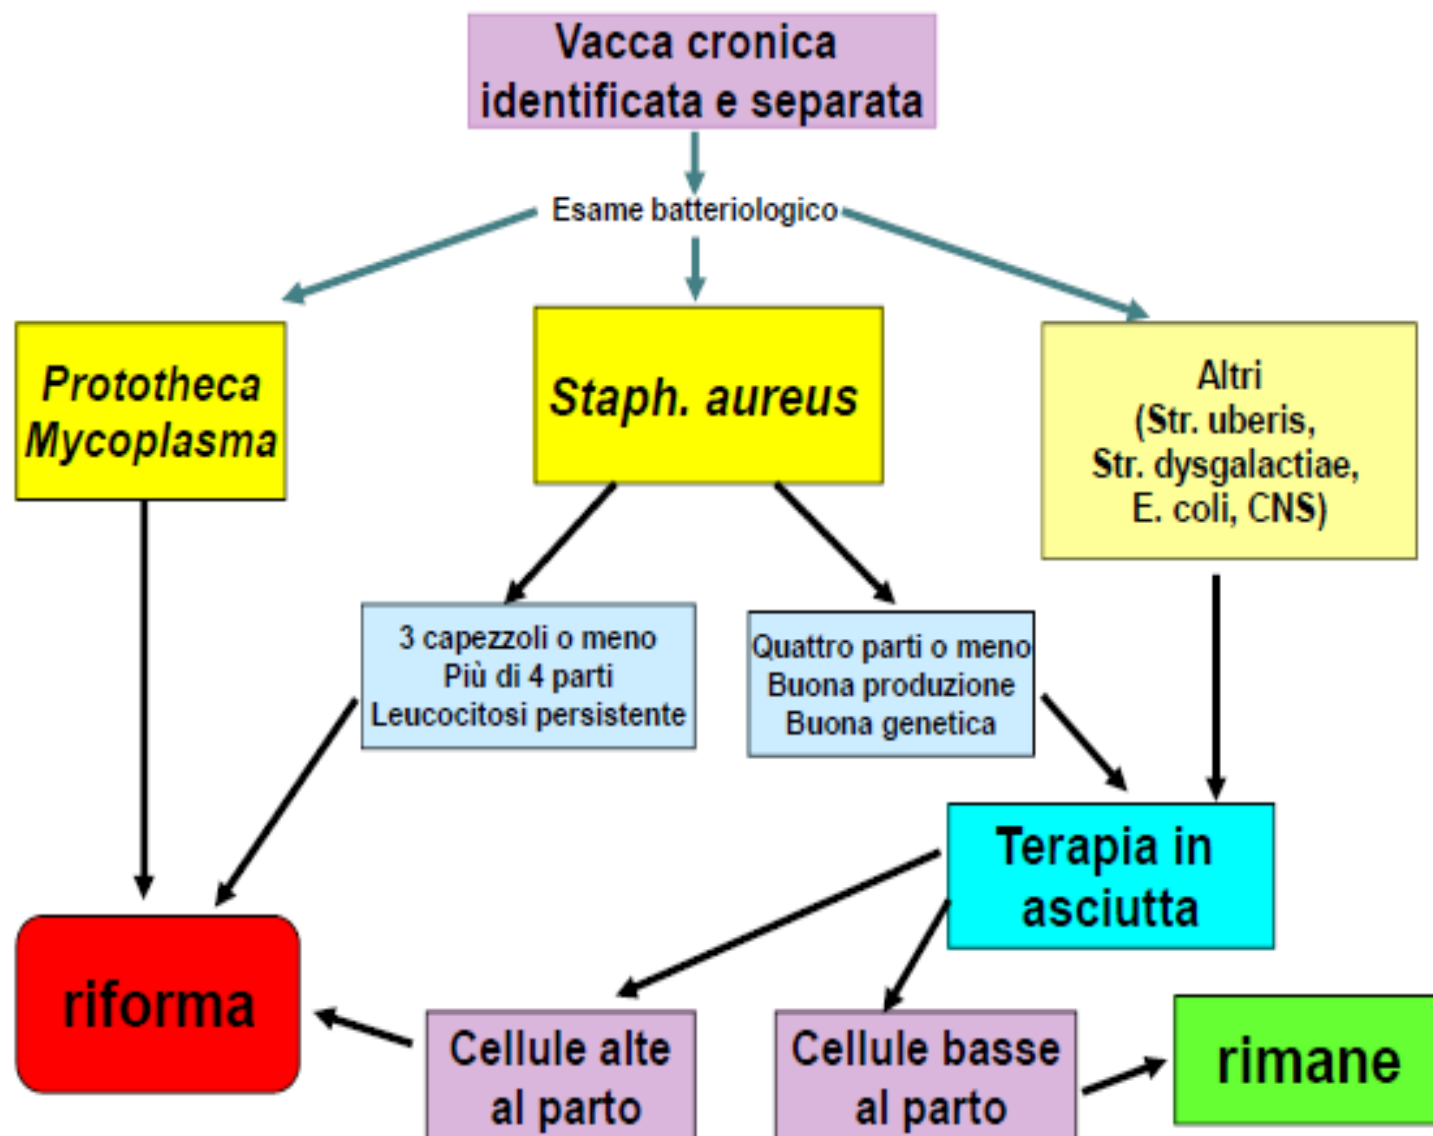 Vacca cronica
identificata e separata
Esame batteriologico
Prototheca
Mycoplasma
Staph. aureus
Altri
(Str. uberis,
Str. dysgalactiae,
E. coli, CNS)
3 capezzoli o meno
Più di 4 parti
Leucocitosi persistente
Quattro parti o meno
Buona produzione
Buona genetica
Terapia in
asciutta
riforma
Cellule alte
al parto
Cellule basse
al parto
rimane